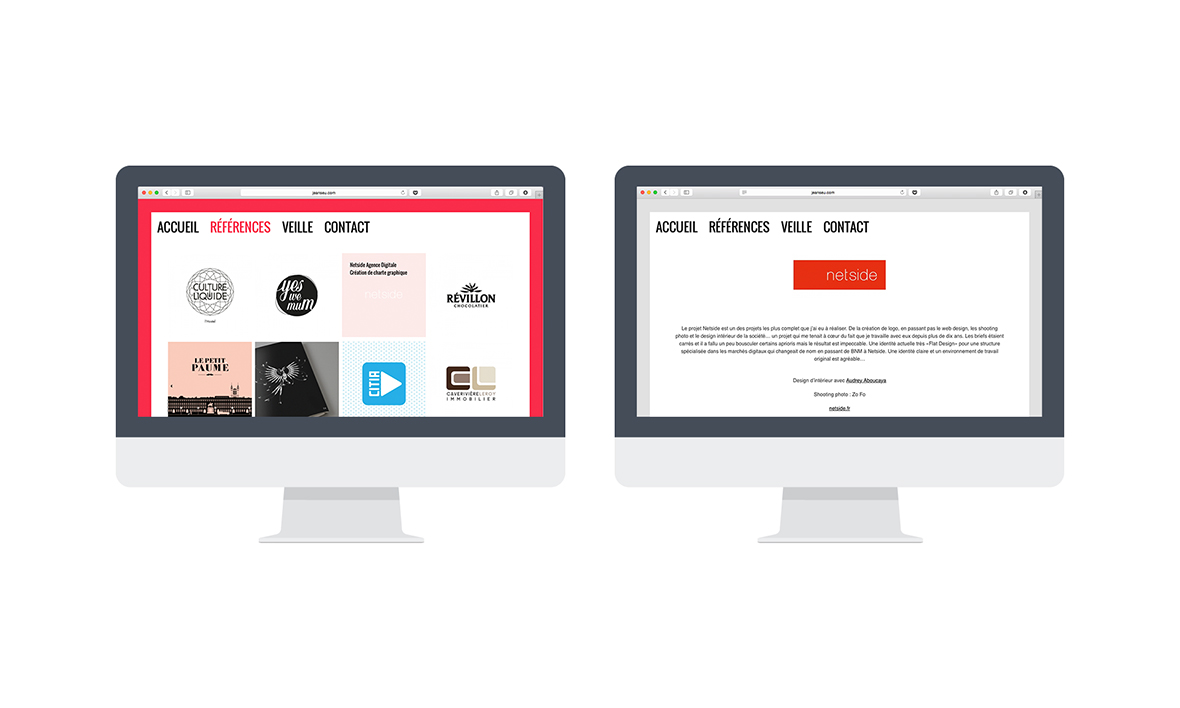 jeanseu.com
ACCUEIL RÉFÉRENCES VEILLE CONTACT
CULTURE
LIQUIDE
yes
we
mum
Netside Agence Digitale
Création de charte graphique
netside
RÉVILLON
CHOCOLATIER
LE PETIT
PAUME
CITIA
CL
CAVERIVIÈRELEROY
IMMOBILIER
jeanseu.com
ACCUEIL RÉFÉRENCES VEILLE CONTACT
netside
Le projet Netside est un des projets les plus complet que j'ai eu à réaliser. De la création de logo, en passant pas le web design, les shooting
photo et le design intérieur de la société... un projet qui me tenait à cœur du fait que je travaille avec eux depuis plus de dix ans. Les briefs étaient
carrés et il a fallu un peu bousculer certains aprioris mais le résultat est impeccable. Une identité actuelle très «Flat Design» pour une structure
spécialisée dans les marchés digitaux qui changeait de nom en passant de BNM à Netside. Une identité claire et un environnement de travail
original est agréable...
Design d'intérieur avec Audrey Aboucaya
Shooting photo : Zo Fo
netside.fr